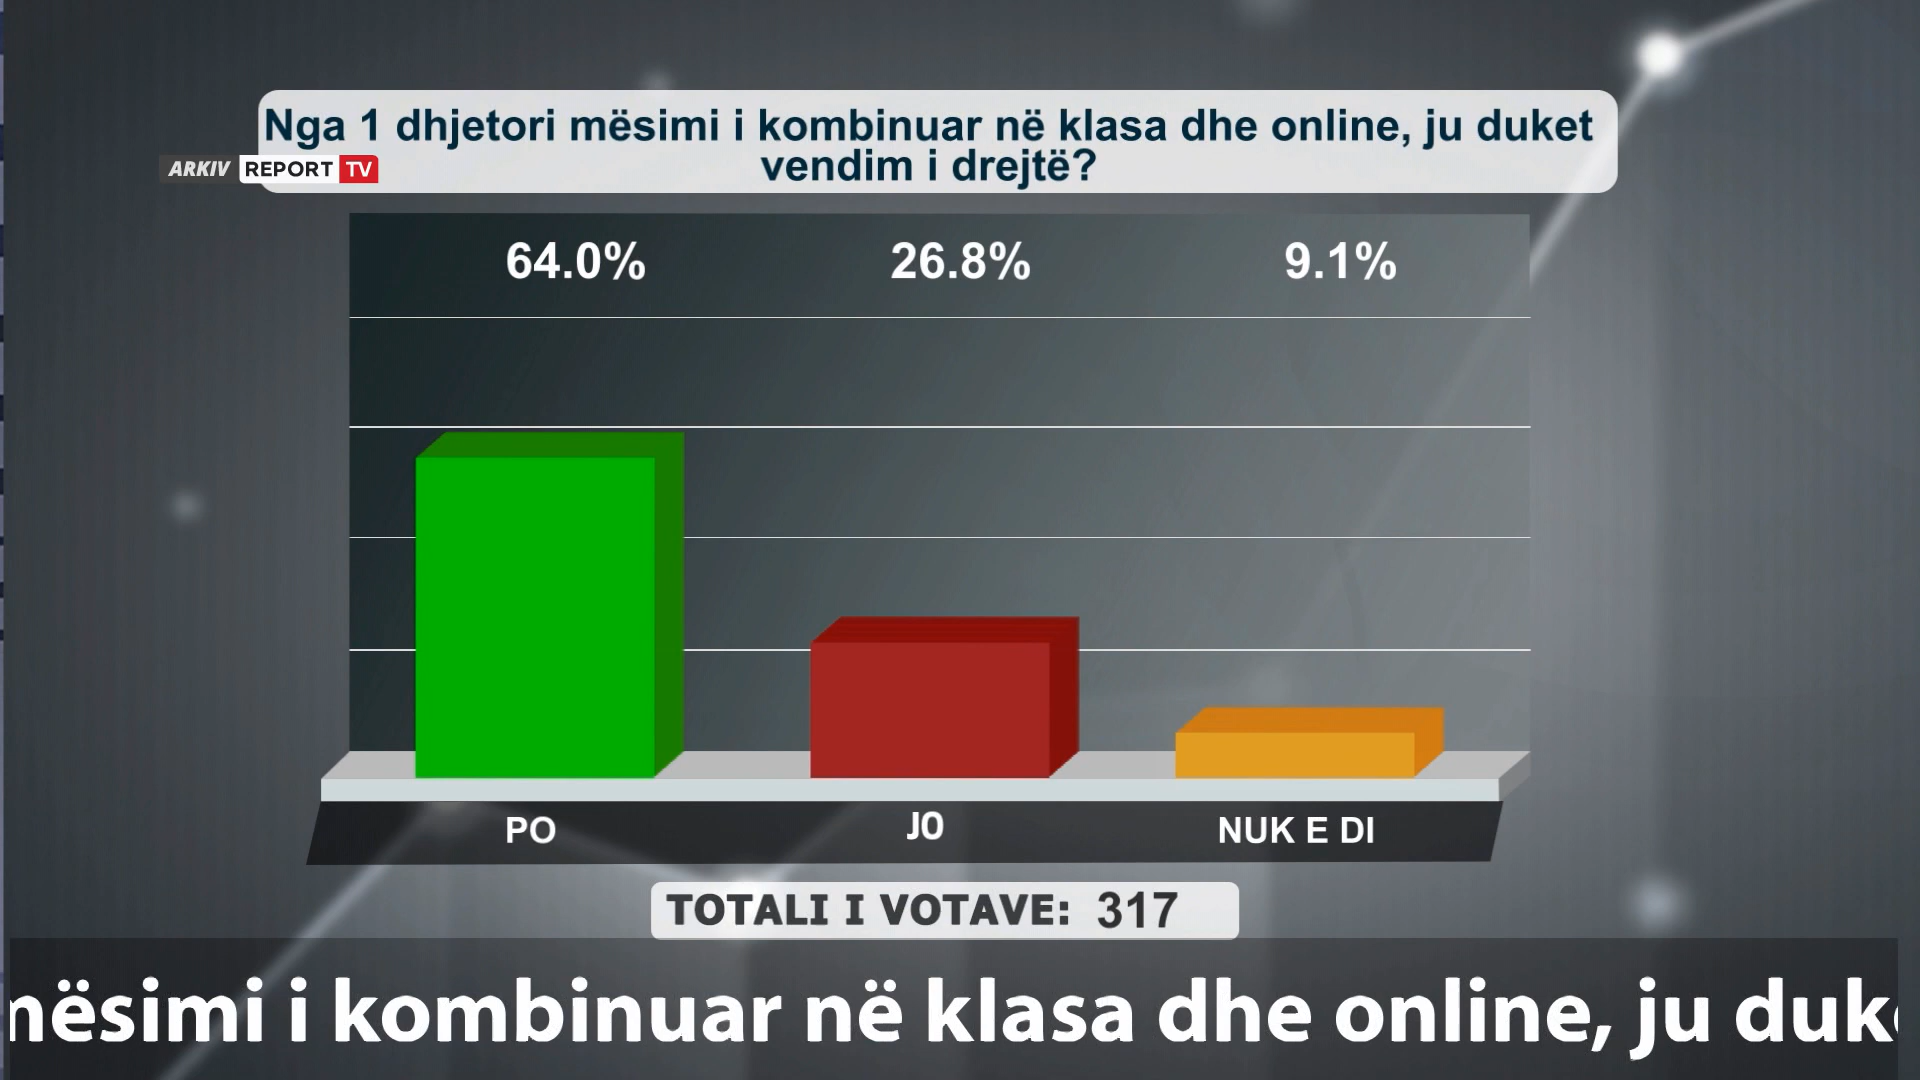 Nga 1 dhjetori mësimi i kombinuar në klasa dhe online, ju duket
vendim i drejtë?
ARKIV REPORT TV
64.0% 26.8% 9.1%
PO JO NUK E DI
TOTALI I VOTAVE: 317
mësimi i kombinuar në klasa dhe online, ju duke